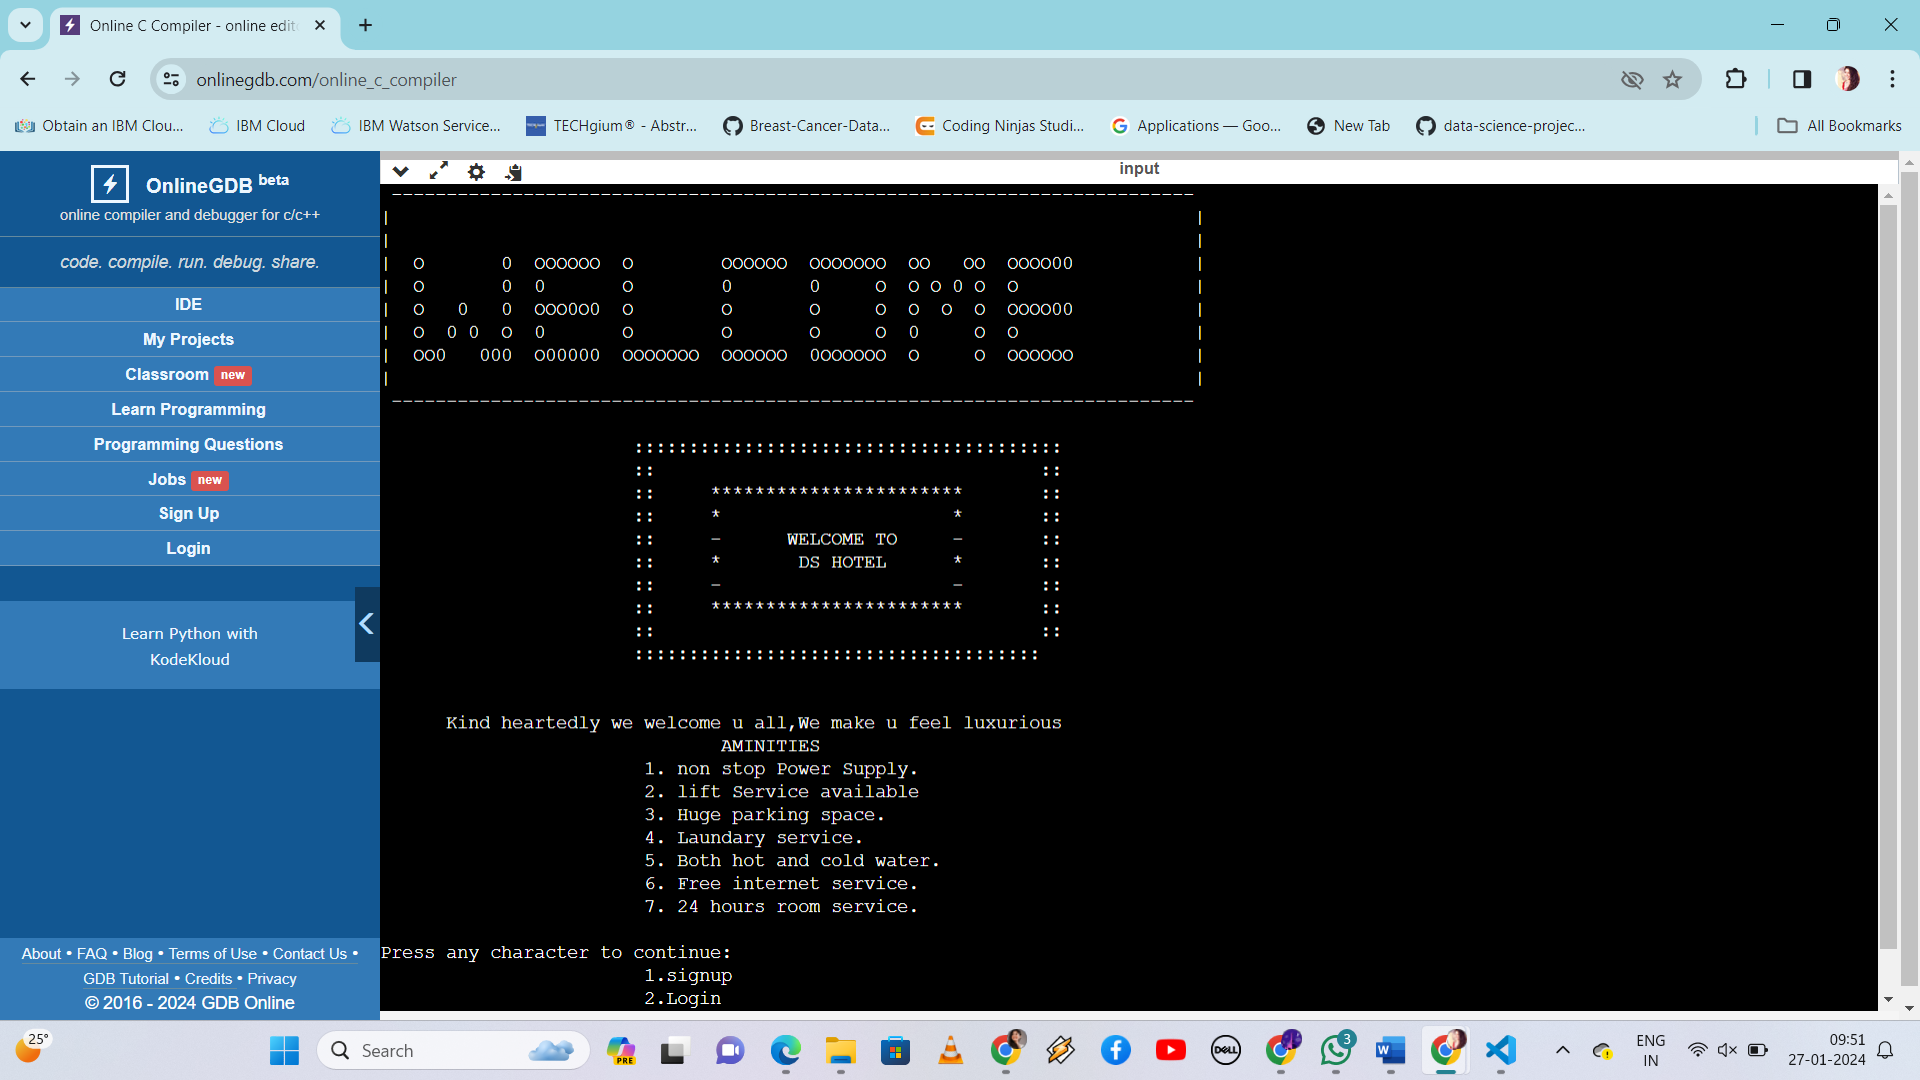 Online C Compiler - online edit
onlinegdb.com/online_c_compiler
Obtain an IBM Clou... IBM Cloud IBM Watson Service... TECHgium® - Abstr... Breast-Cancer-Data... Coding Ninjas Studi... Applications — Goo... New Tab data-science-projec... All Bookmarks
OnlineGDB beta
online compiler and debugger for c/c++
code. compile. run. debug. share.
IDE
My Projects
Classroom new
Learn Programming
Programming Questions
Jobs new
Sign Up
Login
Learn Python with
KodeKloud
About • FAQ • Blog • Terms of Use • Contact Us •
GDB Tutorial • Credits • Privacy
© 2016 - 2024 GDB Online
input
WELCOME
WELCOME TO
DS HOTEL
Kind heartedly we welcome u all,We make u feel luxurious
AMINITIES
1. non stop Power Supply.
2. lift Service available
3. Huge parking space.
4. Laundary service.
5. Both hot and cold water.
6. Free internet service.
7. 24 hours room service.
Press any character to continue:
1.signup
2.Login
25°
Search
PRE
DELL
3
ENG
IN
09:51
27-01-2024